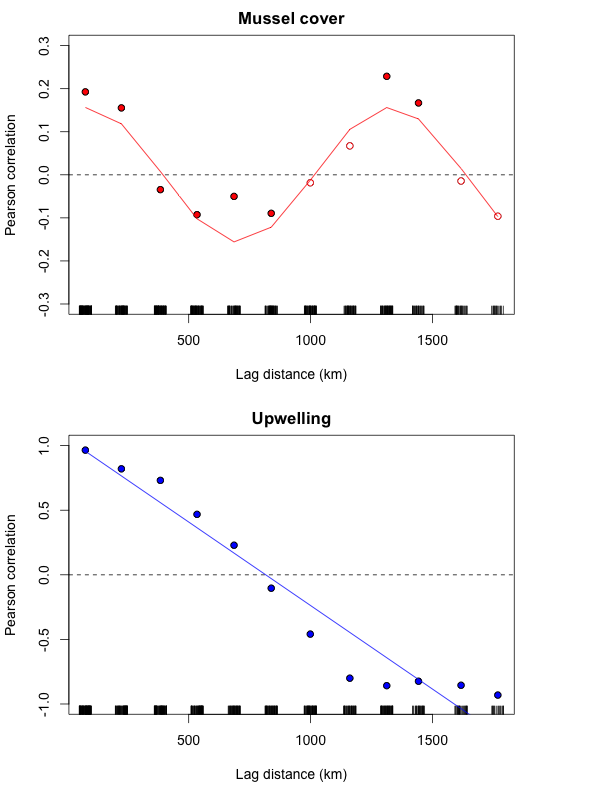 Mussel cover
Pearson correlation
0.3
0.2
0.1
0.0
-0.1
-0.2
-0.3
500 1000 1500
Lag distance (km)
Upwelling
Pearson correlation
1.0
0.5
0.0
-0.5
-1.0
500 1000 1500
Lag distance (km)